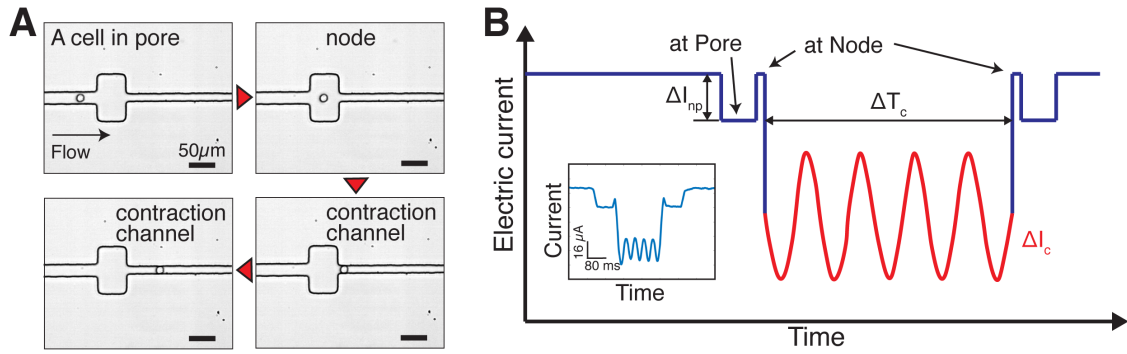 A
A cell in pore
node
Flow
50µm
contraction
channel
contraction
channel
B
at Pore
at Node
ΔInp
ΔTc
ΔIc
Electric current
Current
16 µA
80 ms
Time
Time